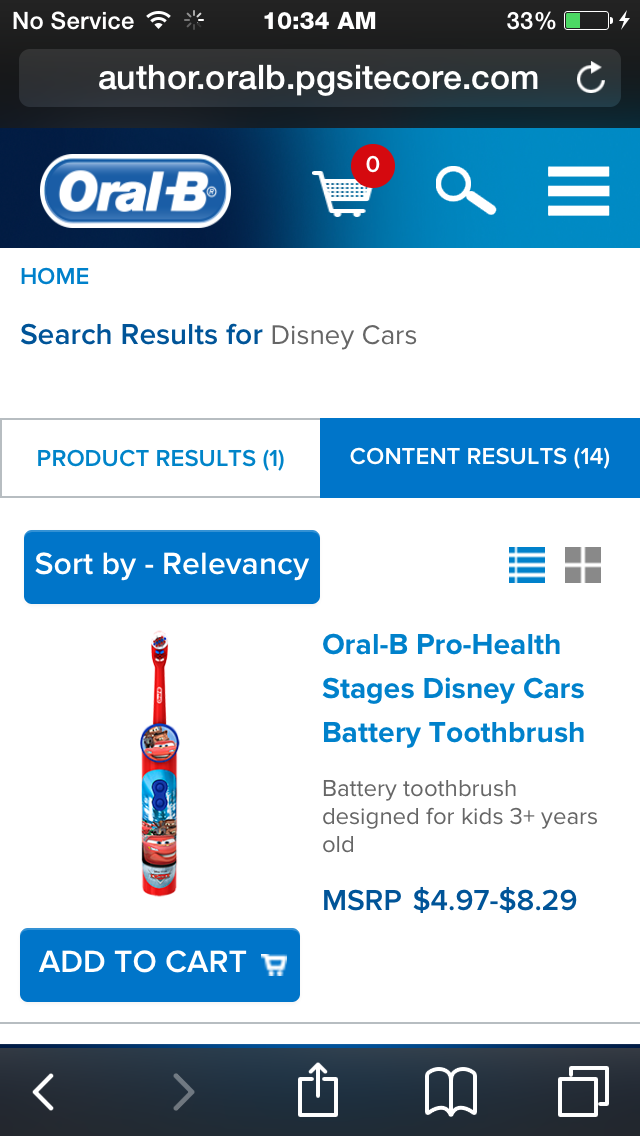 No Service 10:34 AM 33%
author.oralb.pgsitecore.com
Oral-B® 0
HOME
Search Results for Disney Cars
PRODUCT RESULTS (1) CONTENT RESULTS (14)
Sort by - Relevancy
Oral-B Pro-Health
Stages Disney Cars
Battery Toothbrush
Battery toothbrush
designed for kids 3+ years
old
MSRP $4.97-$8.29
Oral-B
ADD TO CART